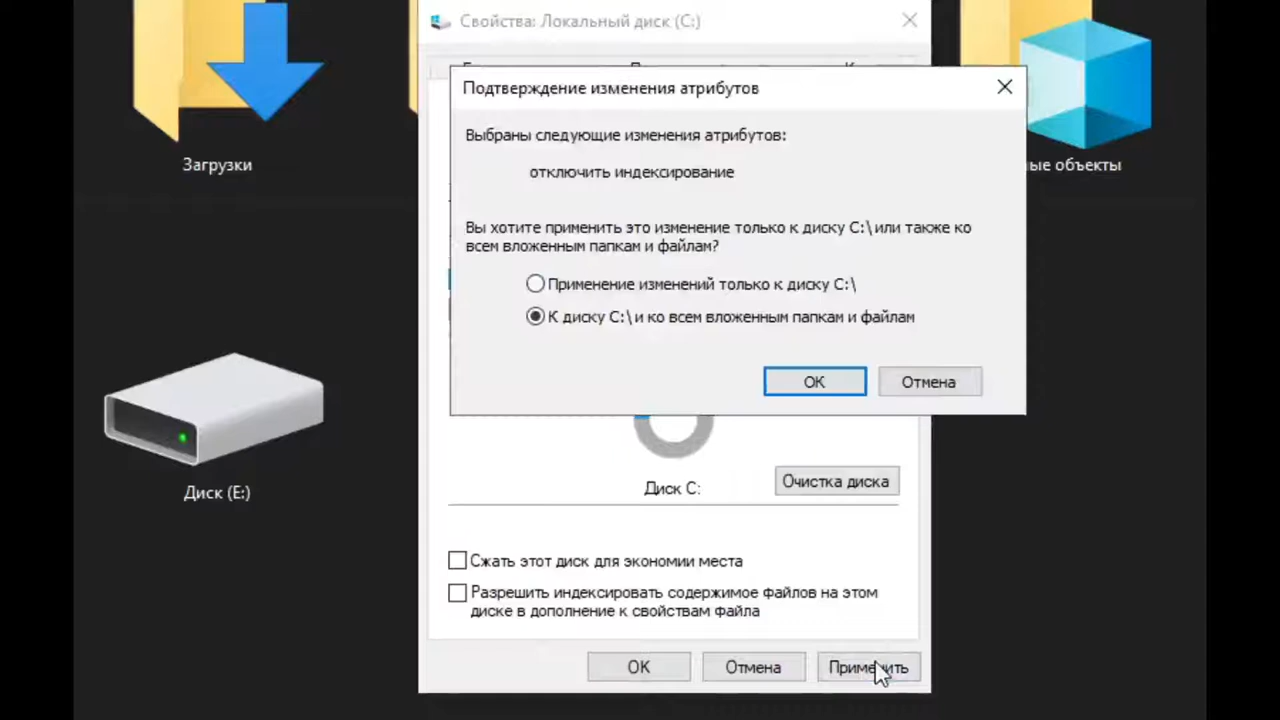 Свойства: Локальный диск (C:)
Подтверждение изменения атрибутов
Выбраны следующие изменения атрибутов:
отключить индексирование
Вы хотите применить это изменение только к диску C:\ или также ко
всем вложенным папкам и файлам?
Применение изменений только к диску C:\
К диску C:\ и ко всем вложенным папкам и файлам
ОК
Отмена
Загрузки
объекты
Диск (E:)
Диск C:
Очистка диска
Сжать этот диск для экономии места
Разрешить индексировать содержимое файлов на этом
диске в дополнение к свойствам файла
ОК
Отмена
Применить